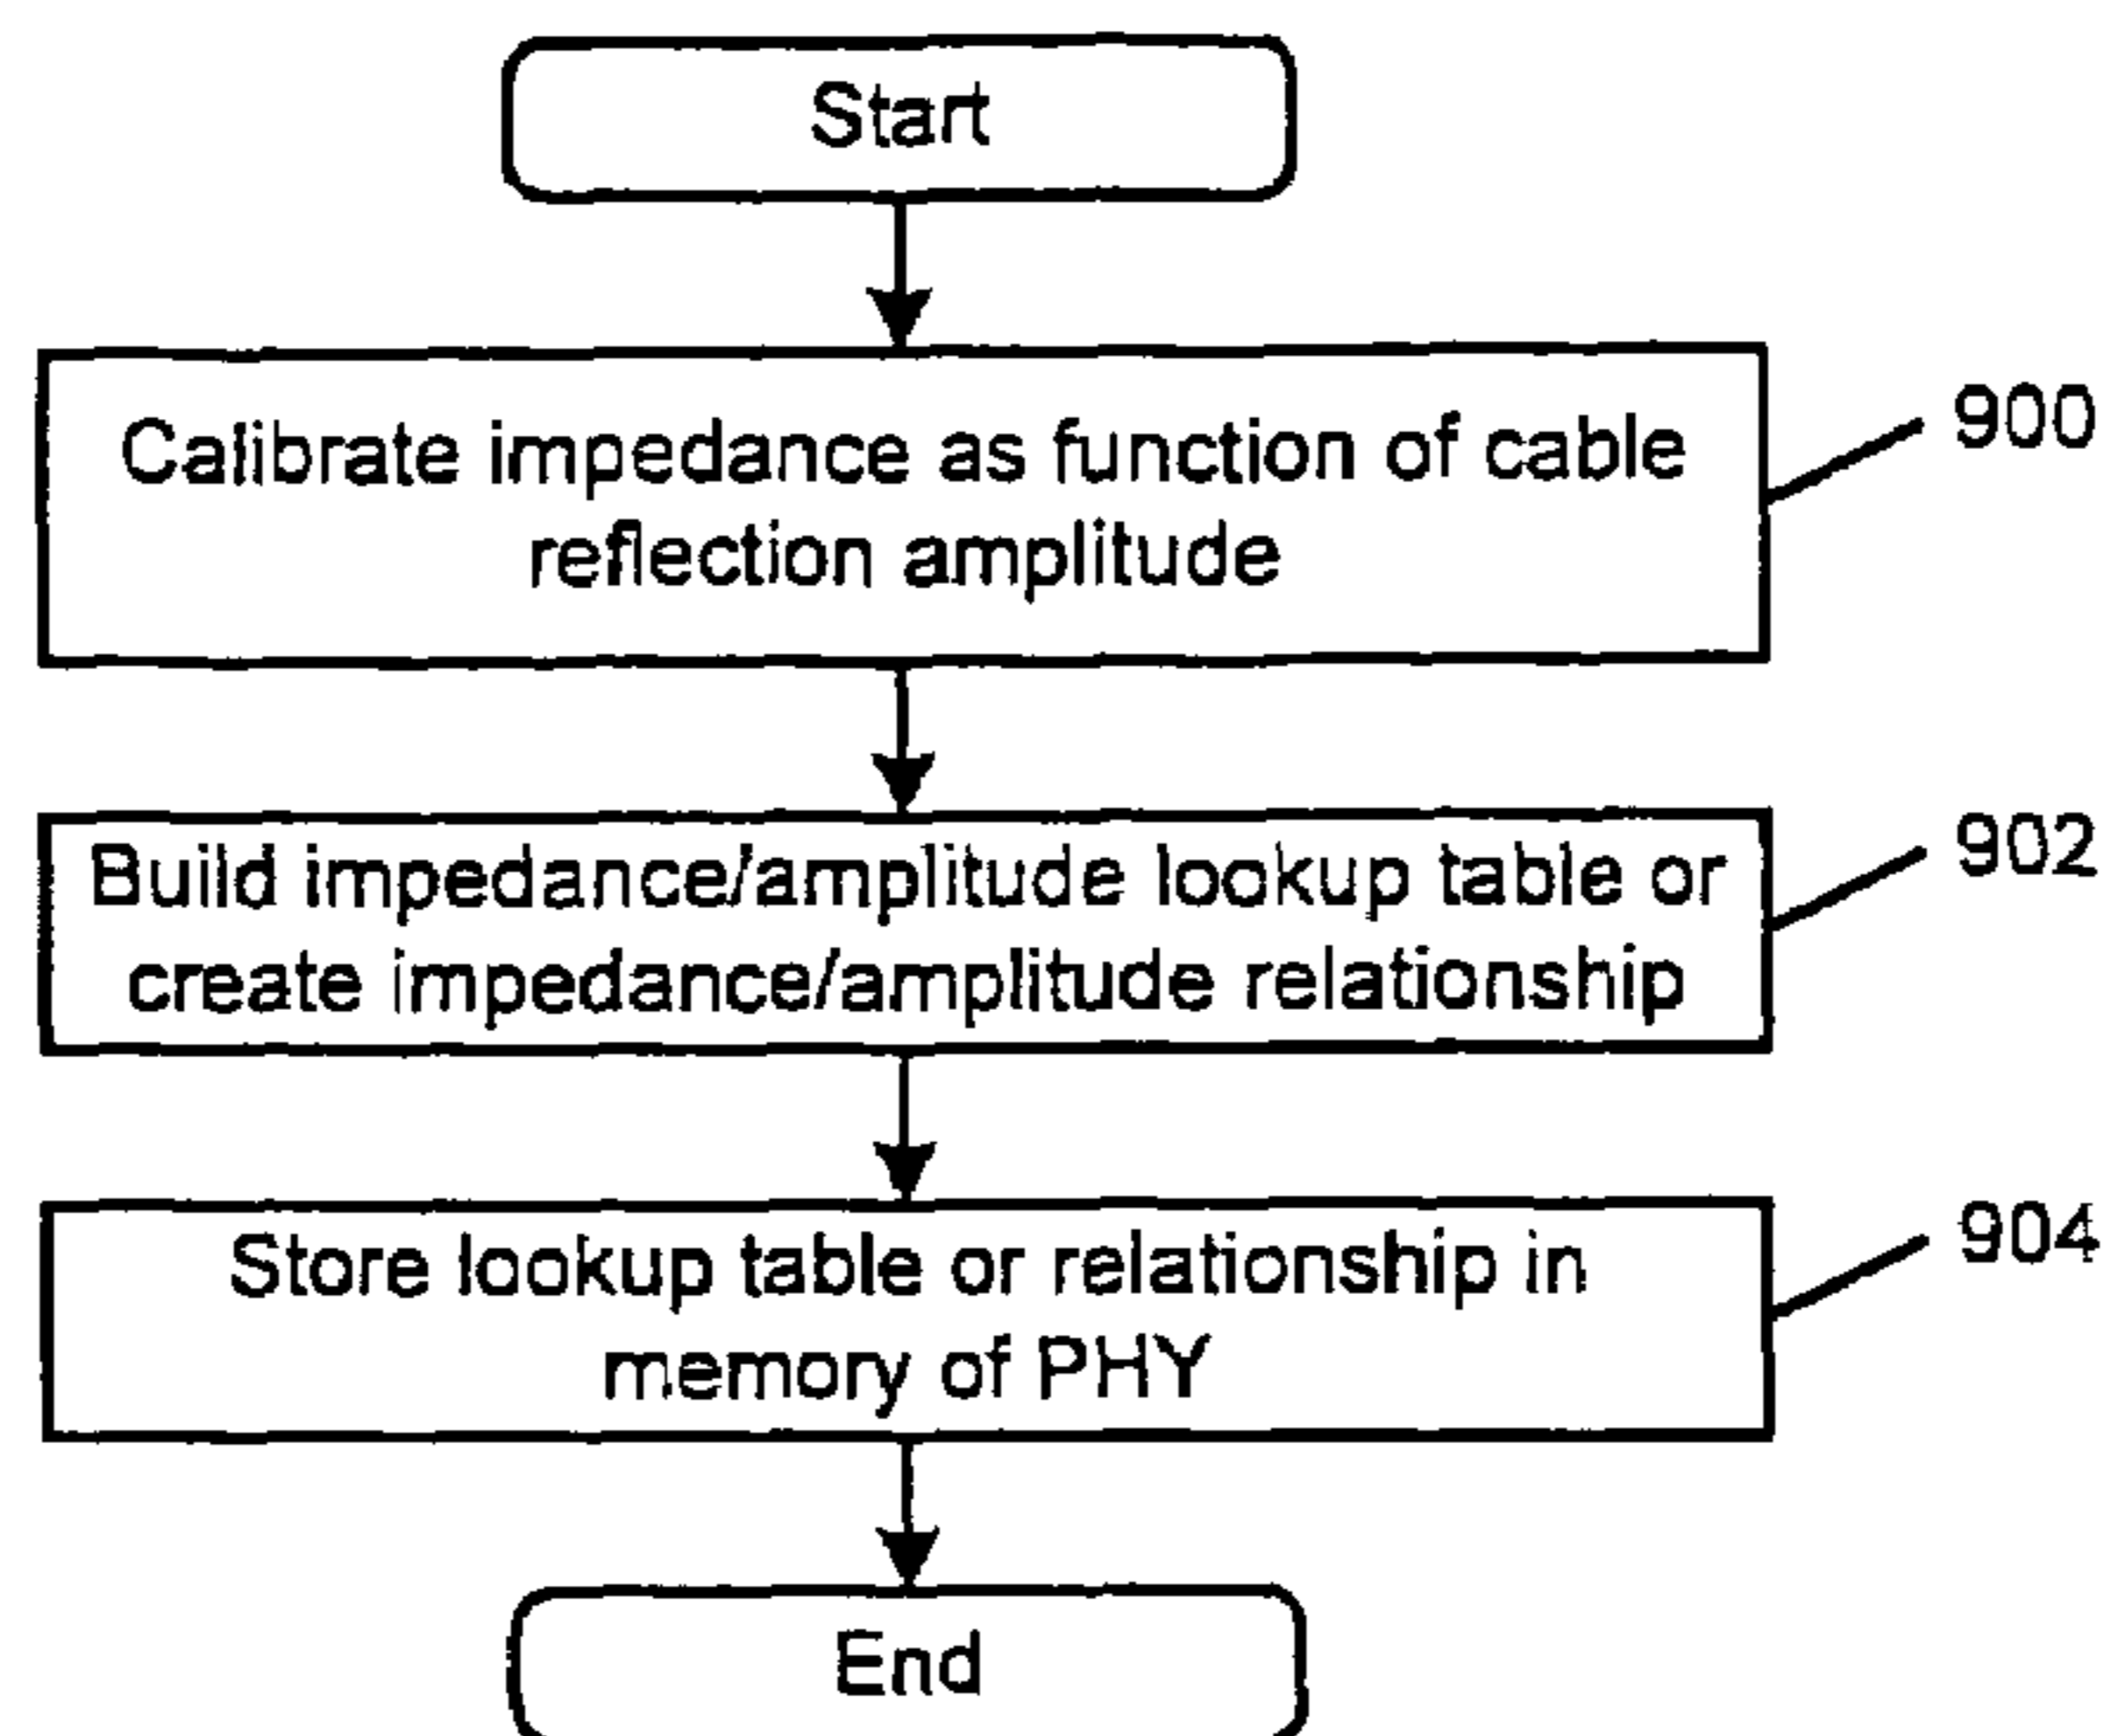 Start
Calibrate impedance as function of cable
reflection amplitude
900
Build impedance/amplitude lookup table or
create impedance/amplitude relationship
902
Store lookup table or relationship in
memory of PHY
904
End